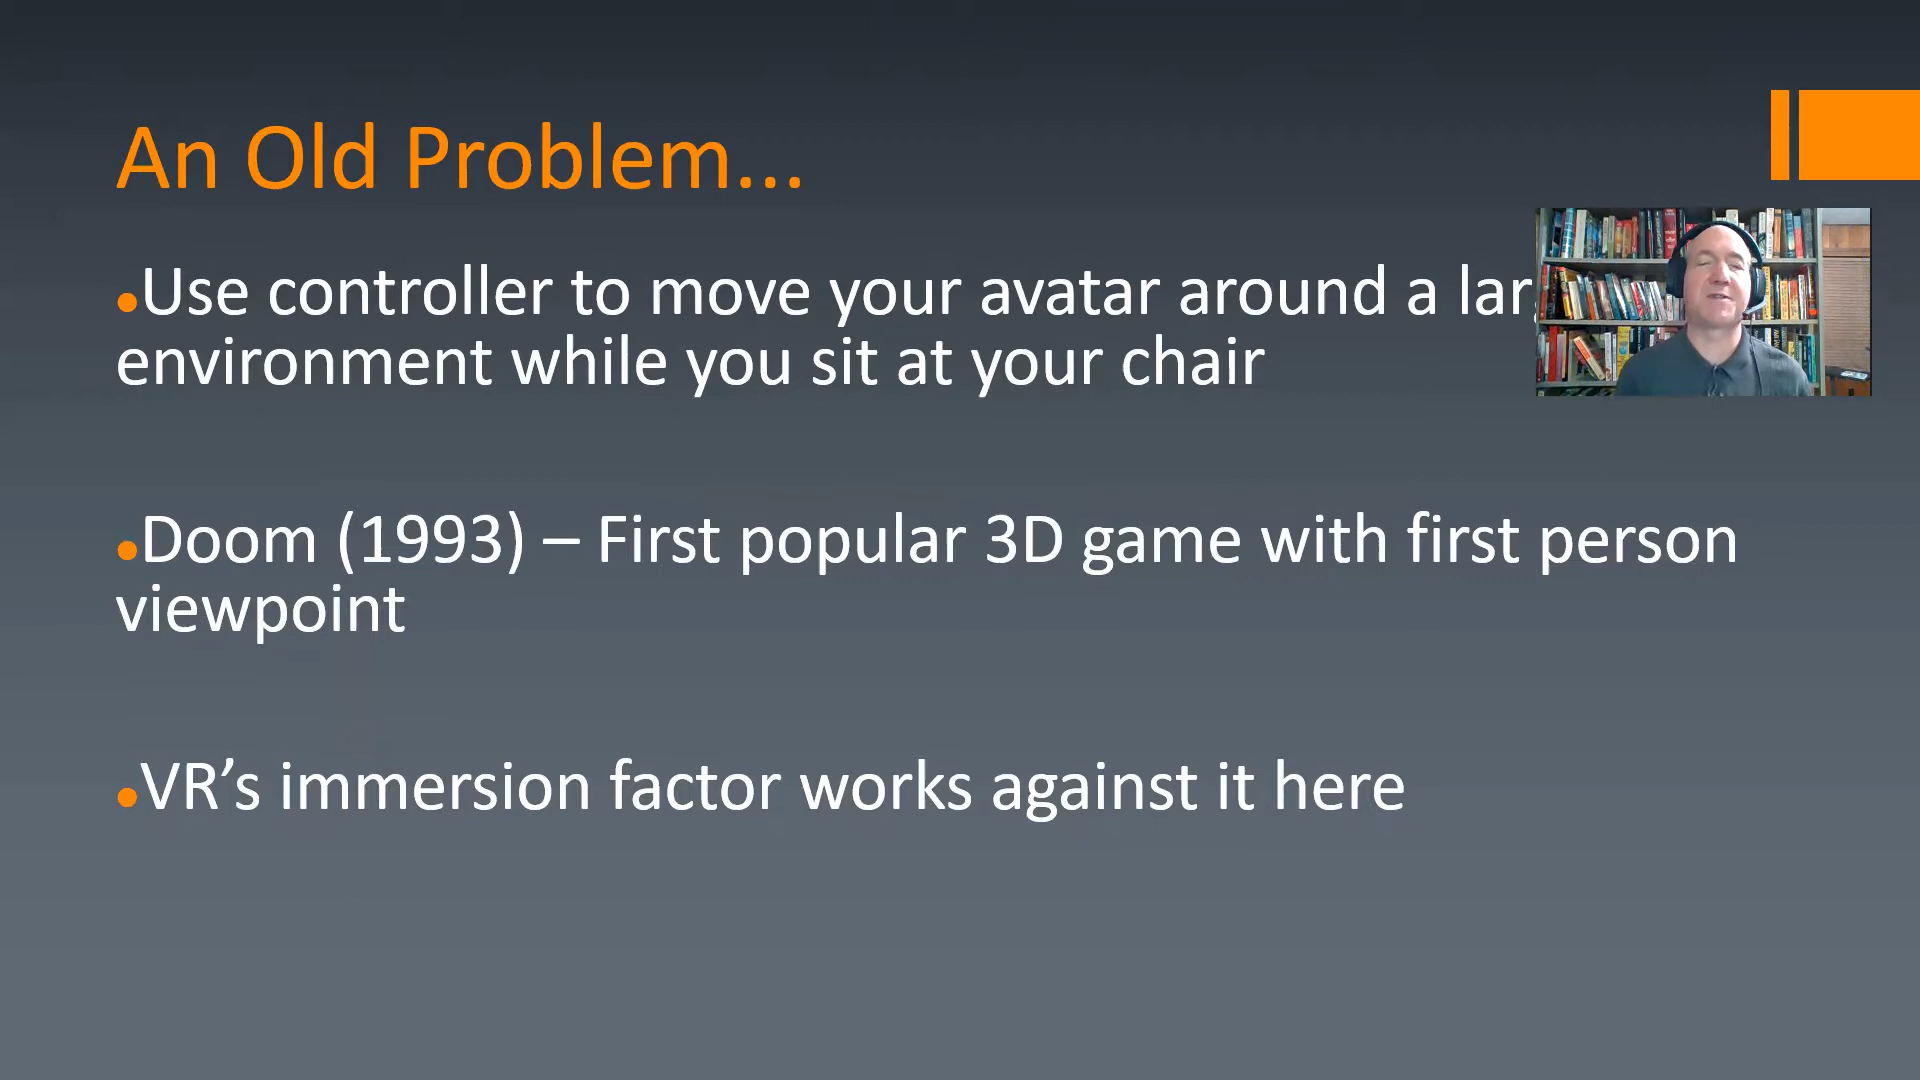 An Old Problem...
•Use controller to move your avatar around a
environment while you sit at your chair
•Doom (1993) – First popular 3D game with first person
viewpoint
•VR’s immersion factor works against it here